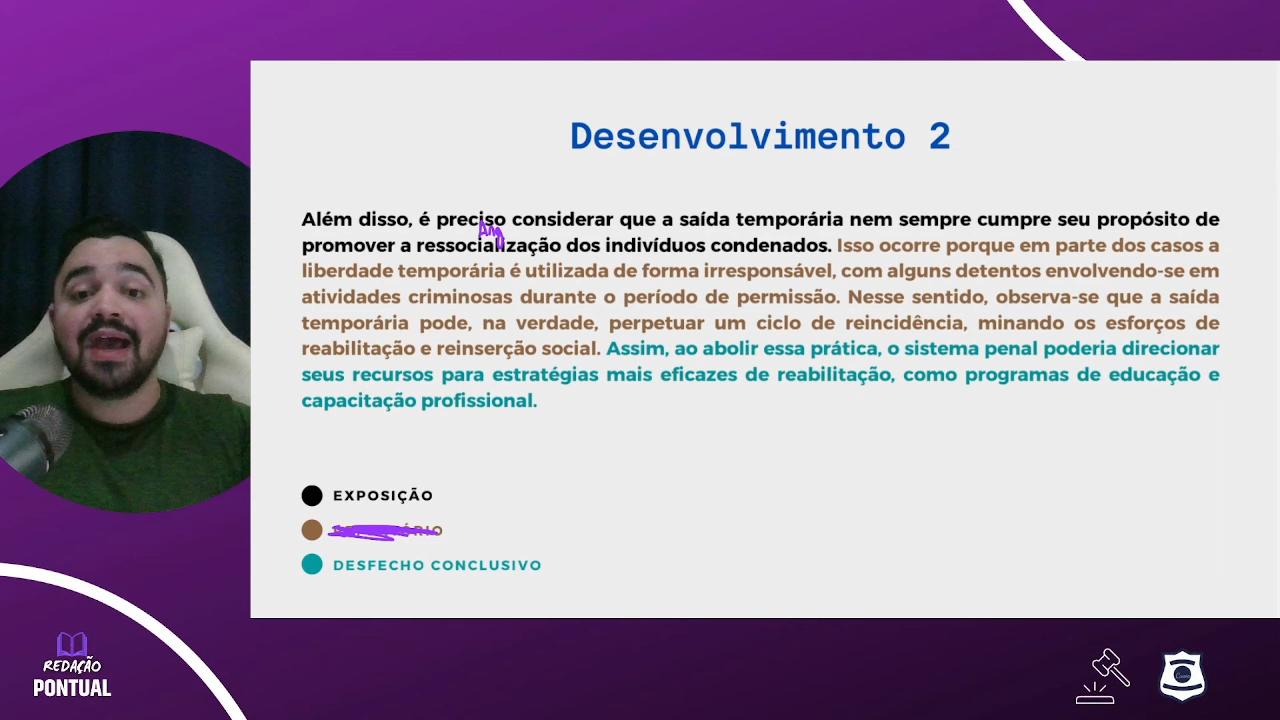 Desenvolvimento 2
Além disso, é preciso considerar que a saída temporária nem sempre cumpre seu propósito de
promover a ressocialização dos indivíduos condenados. Isso ocorre porque em parte dos casos a
liberdade temporária é utilizada de forma irresponsável, com alguns detentos envolvendo-se em
atividades criminosas durante o período de permissão. Nesse sentido, observa-se que a saída
temporária pode, na verdade, perpetuar um ciclo de reincidência, minando os esforços de
reabilitação e reinserção social. Assim, ao abolir essa prática, o sistema penal poderia direcionar
seus recursos para estratégias mais eficazes de reabilitação, como programas de educação e
capacitação profissional.
EXPOSIÇÃO
DESFECHO CONCLUSIVO
REDAÇÃO
PONTUAL